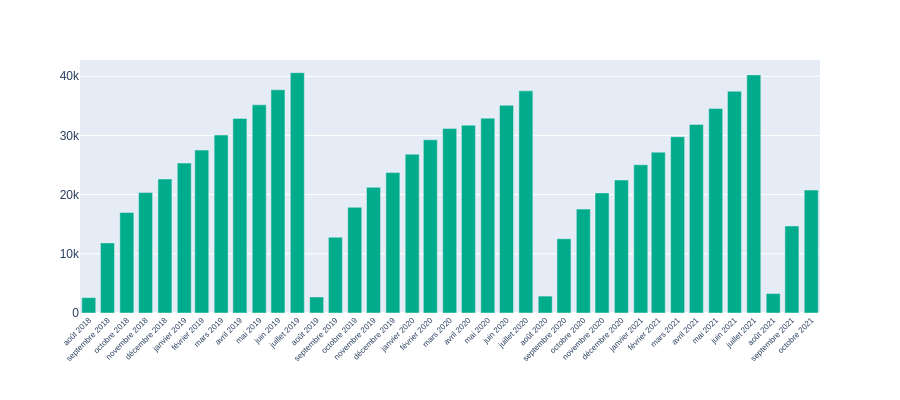 40k
30k
20k
10k
0
août 2018
septembre 2018
octobre 2018
novembre 2018
décembre 2018
janvier 2019
février 2019
mars 2019
avril 2019
mai 2019
juin 2019
juillet 2019
août 2019
septembre 2019
octobre 2019
novembre 2019
décembre 2019
janvier 2020
février 2020
mars 2020
avril 2020
mai 2020
juin 2020
juillet 2020
août 2020
septembre 2020
octobre 2020
novembre 2020
décembre 2020
janvier 2021
février 2021
mars 2021
avril 2021
mai 2021
juin 2021
juillet 2021
août 2021
septembre 2021
octobre 2021